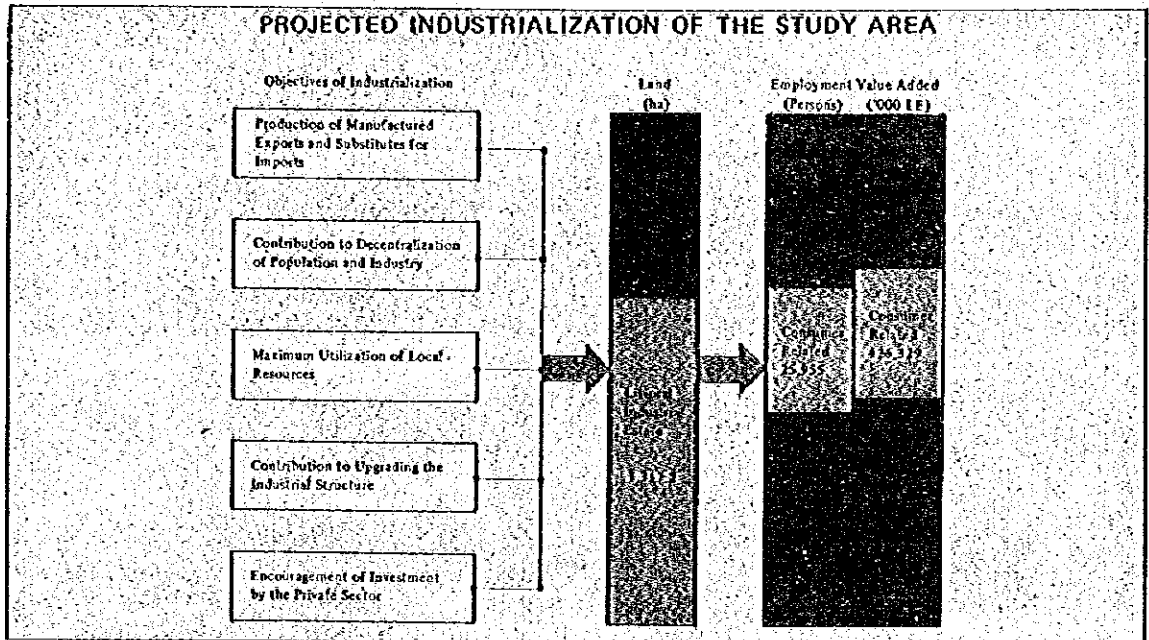 PROJECTED INDUSTRIALIZATION OF THE STUDY AREA
Objectives of Industrialization
Production of Manufactured
Exports and Substitutes for
Imports
Contribution to Decentralization
of Population and Industry
Maximum Utilization of Local
Resources
Contribution to Upgrading the
Industrial Structure
Encouragement of Investment
by the Private Sector
Land
(ha)
Employment Value Added
(Persons) ('000 LE)
Consumer
Related
Consumer
Related